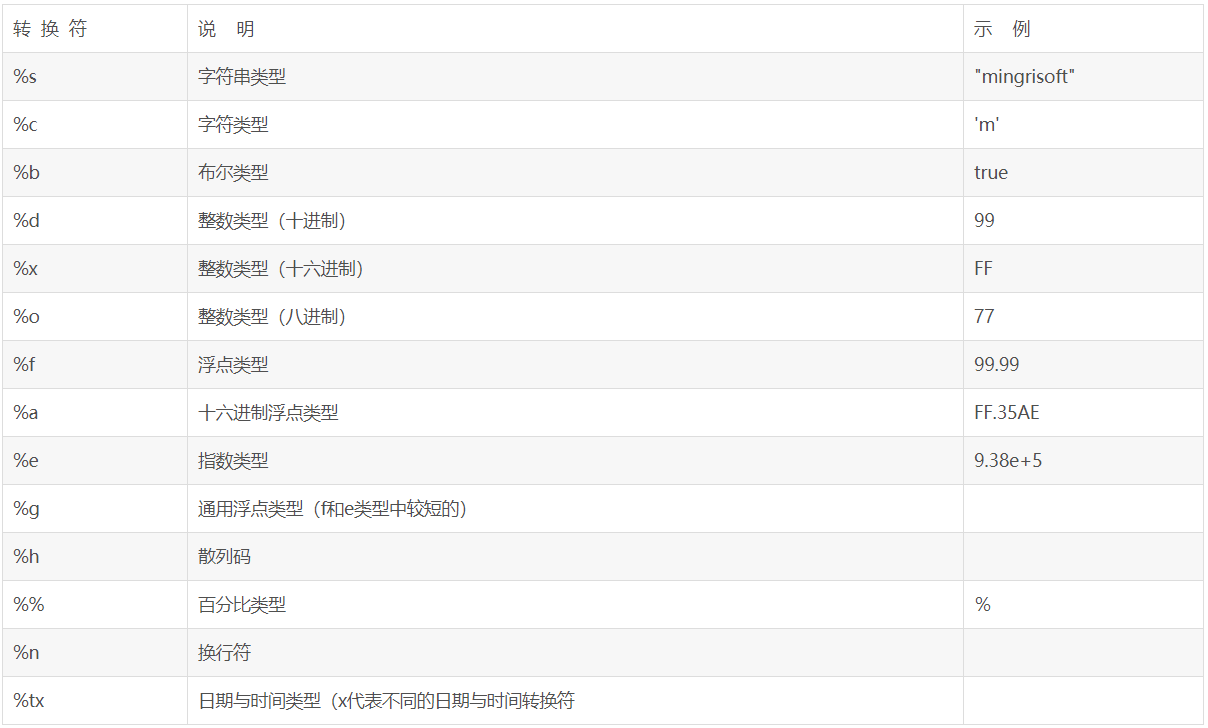 转 换 符 说 明 示 例
%s 字符串类型 "mingrisoft"
%c 字符类型 'm'
%b 布尔类型 true
%d 整数类型（十进制） 99
%x 整数类型（十六进制） FF
%o 整数类型（八进制） 77
%f 浮点类型 99.99
%a 十六进制浮点类型 FF.35AE
%e 指数类型 9.38e+5
%g 通用浮点类型（f和e类型中较短的）
%h 散列码
%% 百分比类型 %
%n 换行符
%tx 日期与时间类型（x代表不同的日期与时间转换符